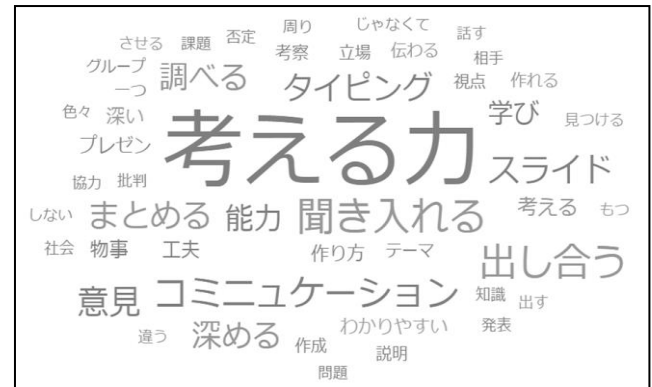 周り じゃなくて 話す
させる 課題 否定 考察 立場 伝わる 相手
グループ 調べる タイピング 視点 作れる
一つ
色々 深い 考える力 学び 見つける
プレゼン スライド
協力 批判
しない まとめる 能力 聞き入れる 考える もつ
社会 物事 工夫 作り方 テーマ 出し合う
意見 コミニュケーション 知識 出す
違う 深める 作成 わかりやすい 発表
説明
問題